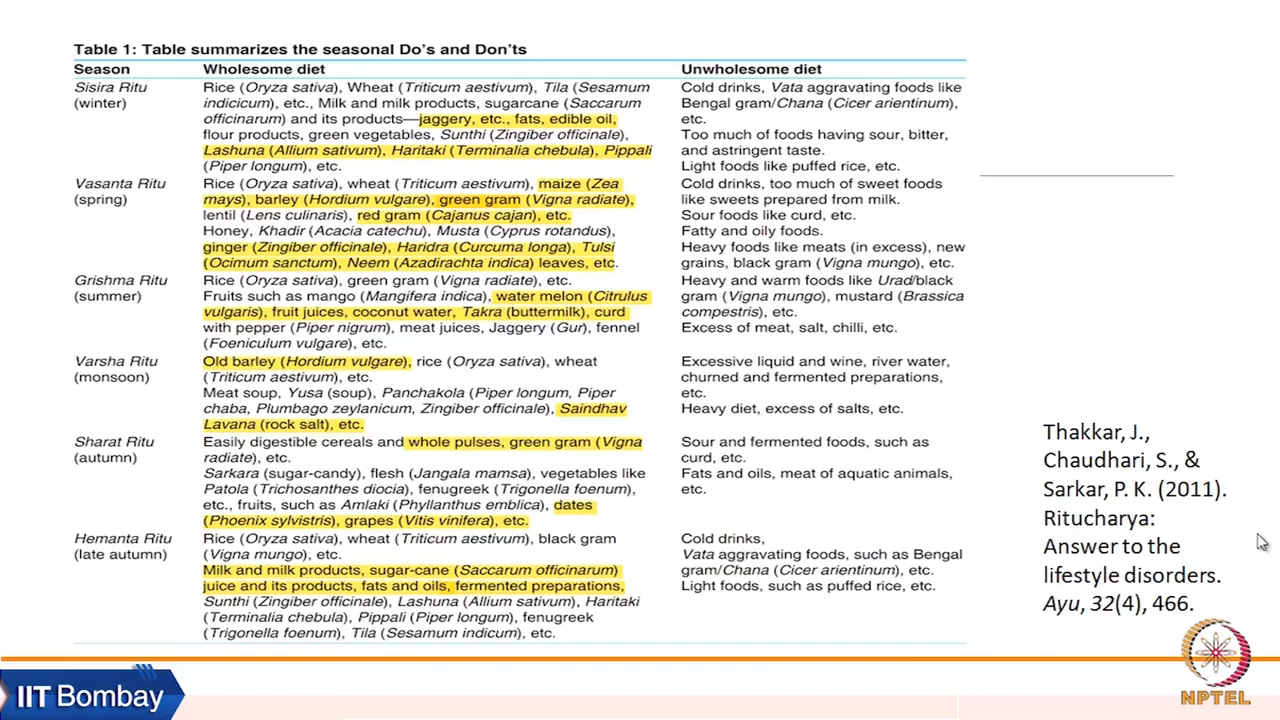 Table 1: Table summarizes the seasonal Do's and Don'ts
Season Wholesome diet Unwholesome diet
Sisira Ritu
(winter)
Rice (Oryza sativa), Wheat (Triticum aestivum), Tila (Sesamum
indicicum), etc., Milk and milk products, sugarcane (Saccarum
officinarum) and its products—jaggery, etc., fats, edible oil,
flour products, green vegetables, Sunthi (Zingiber officinale),
Lashuna (Allium sativum), Haritaki (Terminalia chebula), Pippali
(Piper longum), etc.
Cold drinks, Vata aggravating foods like
Bengal gram/Chana (Cicer arientinum),
etc.
Too much of foods having sour, bitter,
and astringent taste.
Light foods like puffed rice, etc.
Vasanta Ritu
(spring)
Rice (Oryza sativa), wheat (Triticum aestivum), maize (Zea
mays), barley (Hordium vulgare), green gram (Vigna radiate),
lentil (Lens culinaris), red gram (Cajanus cajan), etc.
Honey, Khadir (Acacia catechu), Musta (Cyprus rotandus),
ginger (Zingiber officinale), Haridra (Curcuma longa), Tulsi
(Ocimum sanctum), Neem (Azadirachta indica) leaves, etc.
Cold drinks, too much of sweet foods
like sweets prepared from milk.
Sour foods like curd, etc.
Fatty and oily foods.
Heavy foods like meats (in excess), new
grains, black gram (Vigna mungo), etc.
Grishma Ritu
(summer)
Rice (Oryza sativa), green gram (Vigna radiate), etc.
Fruits such as mango (Mangifera indica), water melon (Citrulus
vulgaris), fruit juices, coconut water, Takra (buttermilk), curd
with pepper (Piper nigrum), meat juices, Jaggery (Gur), fennel
(Foeniculum vulgare), etc.
Heavy and warm foods like Urad/black
gram (Vigna mungo), mustard (Brassica
compestris), etc.
Excess of meat, salt, chilli, etc.
Varsha Ritu
(monsoon)
Old barley (Hordium vulgare), rice (Oryza sativa), wheat
(Triticum aestivum), etc.
Meat soup, Yusa (soup), Panchakola (Piper longum, Piper
chaba, Plumbago zeylanicum, Zingiber officinale), Saindhav
Lavana (rock salt), etc.
Excessive liquid and wine, river water,
churned and fermented preparations,
etc.
Heavy diet, excess of salts, etc.
Sharat Ritu
(autumn)
Easily digestible cereals and whole pulses, green gram (Vigna
radiate), etc.
Sarkara (sugar-candy), flesh (Jangala mamsa), vegetables like
Patola (Trichosanthes diocia), fenugreek (Trigonella foenum),
etc., fruits, such as Amlaki (Phyllanthus emblica), dates
(Phoenix sylvistris), grapes (Vitis vinifera), etc.
Sour and fermented foods, such as
curd, etc.
Fats and oils, meat of aquatic animals,
etc.
Hemanta Ritu
(late autumn)
Rice (Oryza sativa), wheat (Triticum aestivum), black gram
(Vigna mungo), etc.
Milk and milk products, sugar-cane (Saccarum officinarum)
juice and its products, fats and oils, fermented preparations,
Sunthi (Zingiber officinale), Lashuna (Allium sativum), Haritaki
(Terminalia chebula), Pippali (Piper longum), fenugreek
(Trigonella foenum), Tila (Sesamum indicum), etc.
Cold drinks,
Vata aggravating foods, such as Bengal
gram/Chana (Cicer arientinum), etc.
Light foods, such as puffed rice, etc.
Thakkar, J.,
Chaudhari, S., &
Sarkar, P. K. (2011).
Ritucharya:
Answer to the
lifestyle disorders.
Ayu, 32(4), 466.
IIT Bombay
NPTEL